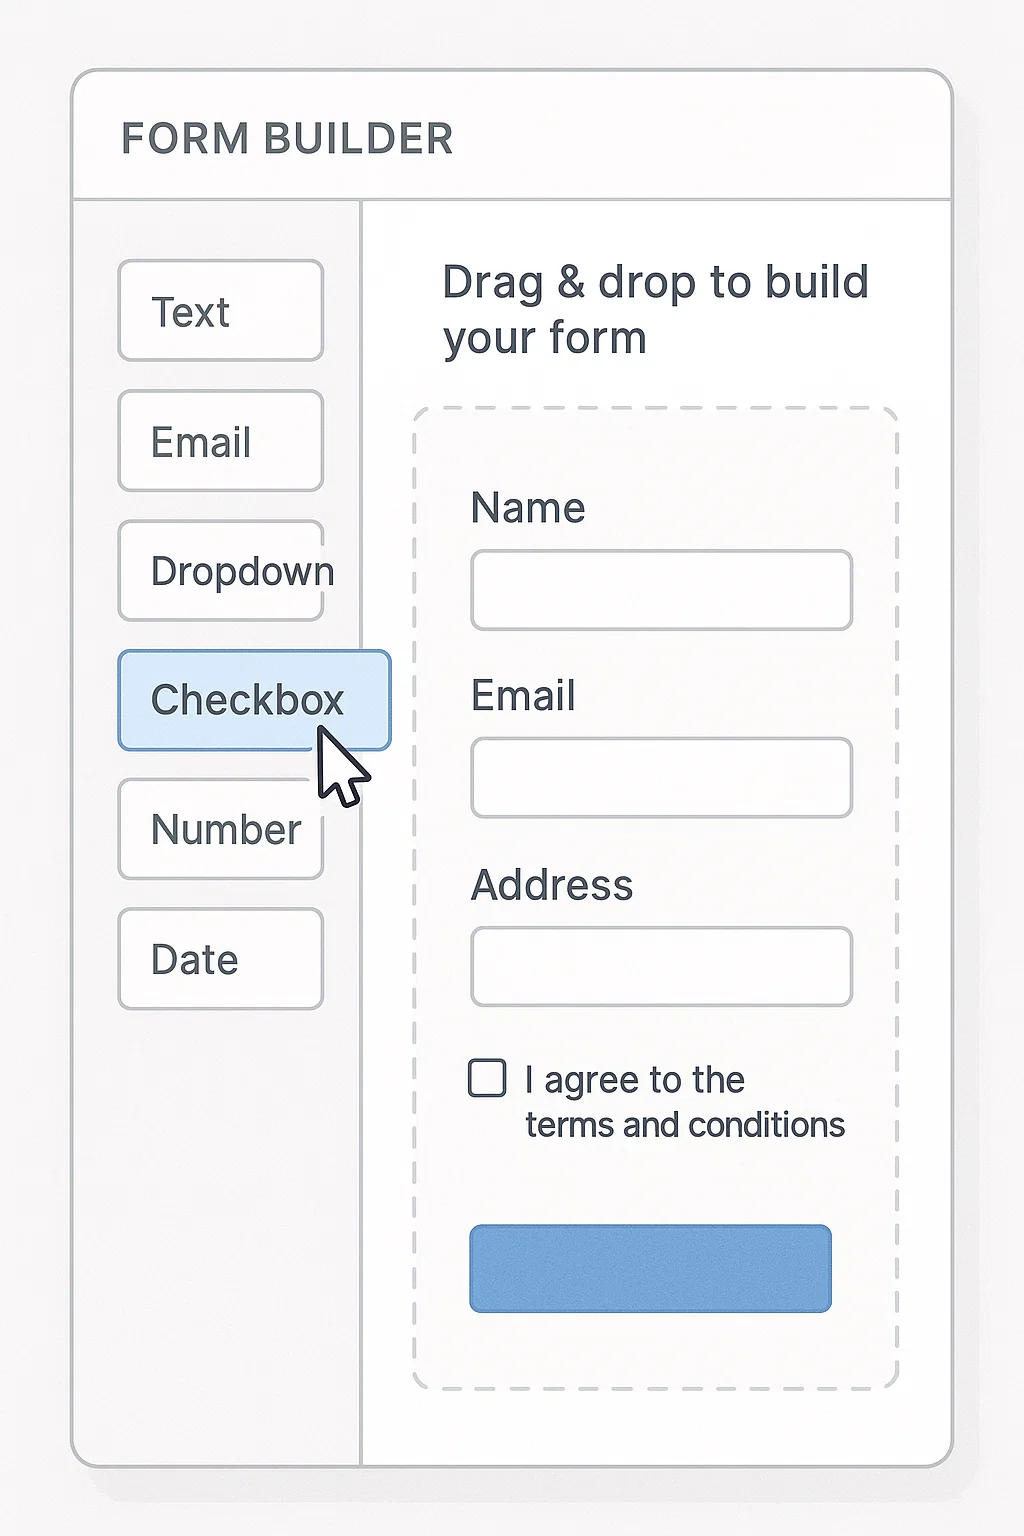 FORM BUILDER
Text
Email
Dropdown
Checkbox
Number
Date
Drag & drop to build
your form
Name
Email
Address
I agree to the
terms and conditions